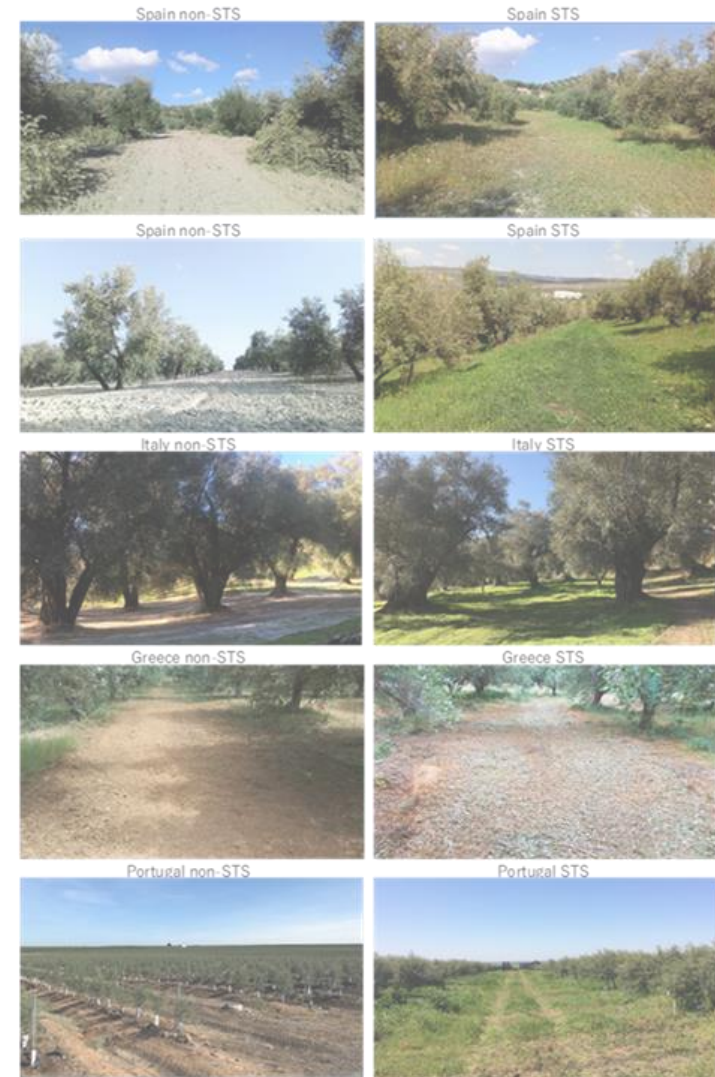 Spain non-STS
Spain STS
Spain non-STS
Spain STS
Italy non-STS
Italy STS
Greece non-STS
Greece STS
Portugal non-STS
Portugal STS